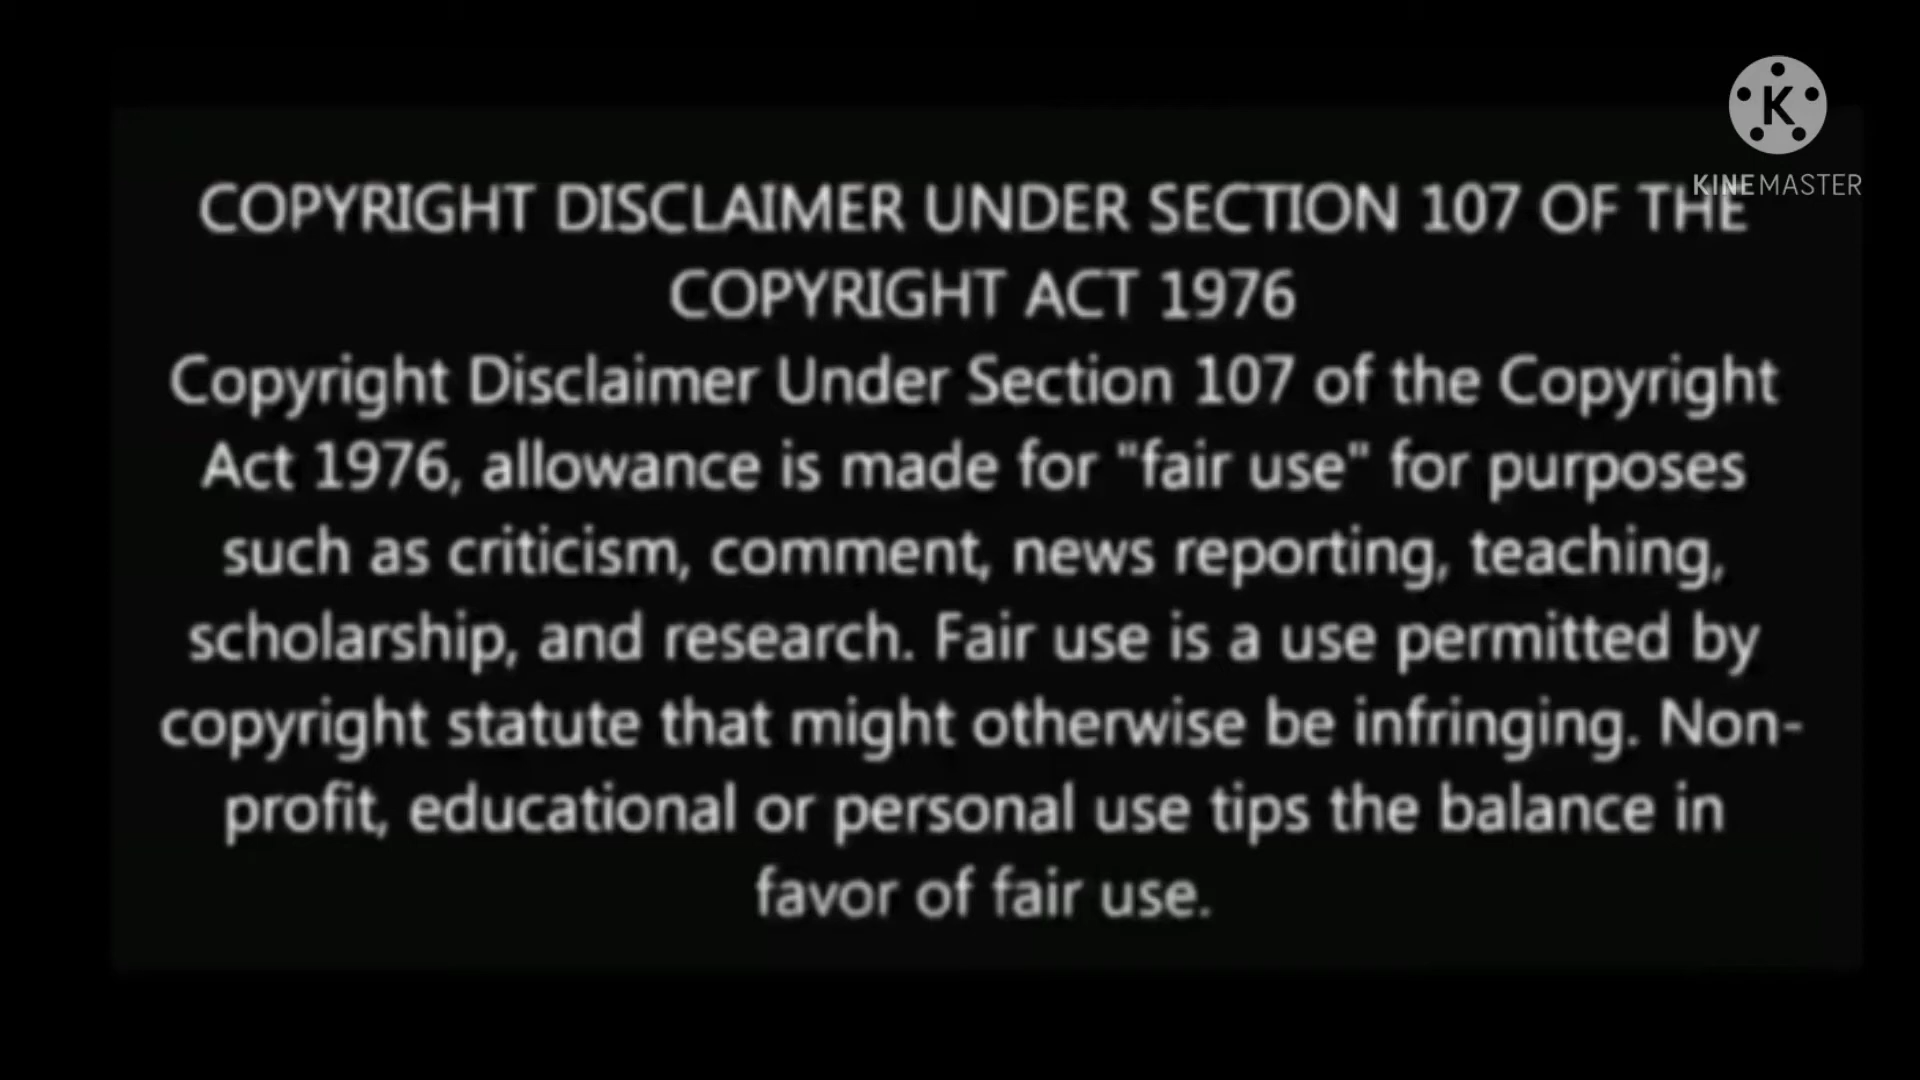 K
KINEMASTER
COPYRIGHT DISCLAIMER UNDER SECTION 107 OF THE
COPYRIGHT ACT 1976
Copyright Disclaimer Under Section 107 of the Copyright
Act 1976, allowance is made for "fair use" for purposes
such as criticism, comment, news reporting, teaching,
scholarship, and research. Fair use is a use permitted by
copyright statute that might otherwise be infringing. Non-
profit, educational or personal use tips the balance in
favor of fair use.